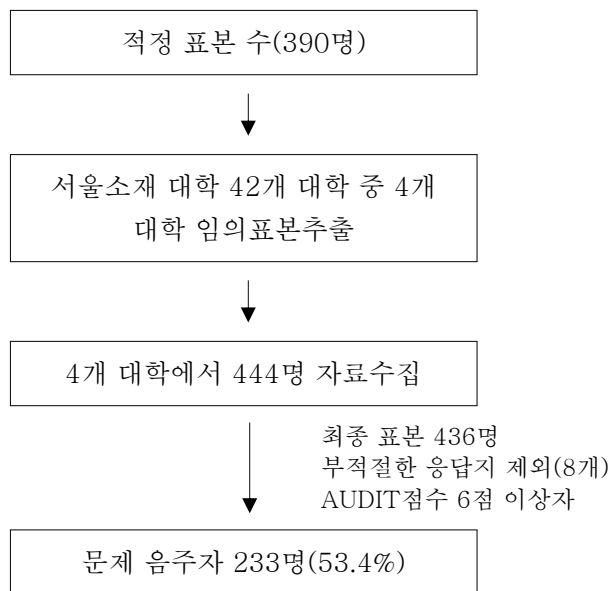 적정 표본 수(390명)
서울소재 대학 42개 대학 중 4개
대학 임의표본추출
4개 대학에서 444명 자료수집
최종 표본 436명
부적절한 응답지 제외(8개)
AUDIT점수 6점 이상자
문제 음주자 233명(53.4%)